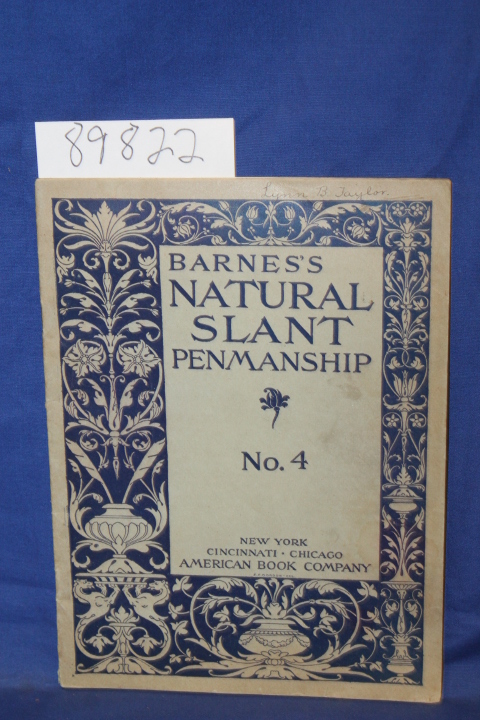 89822
Lynn B. Taylor
BARNES'S
NATURAL
SLANT
PENMANSHIP
No. 4
NEW YORK
CINCINNATI · CHICAGO
AMERICAN BOOK COMPANY